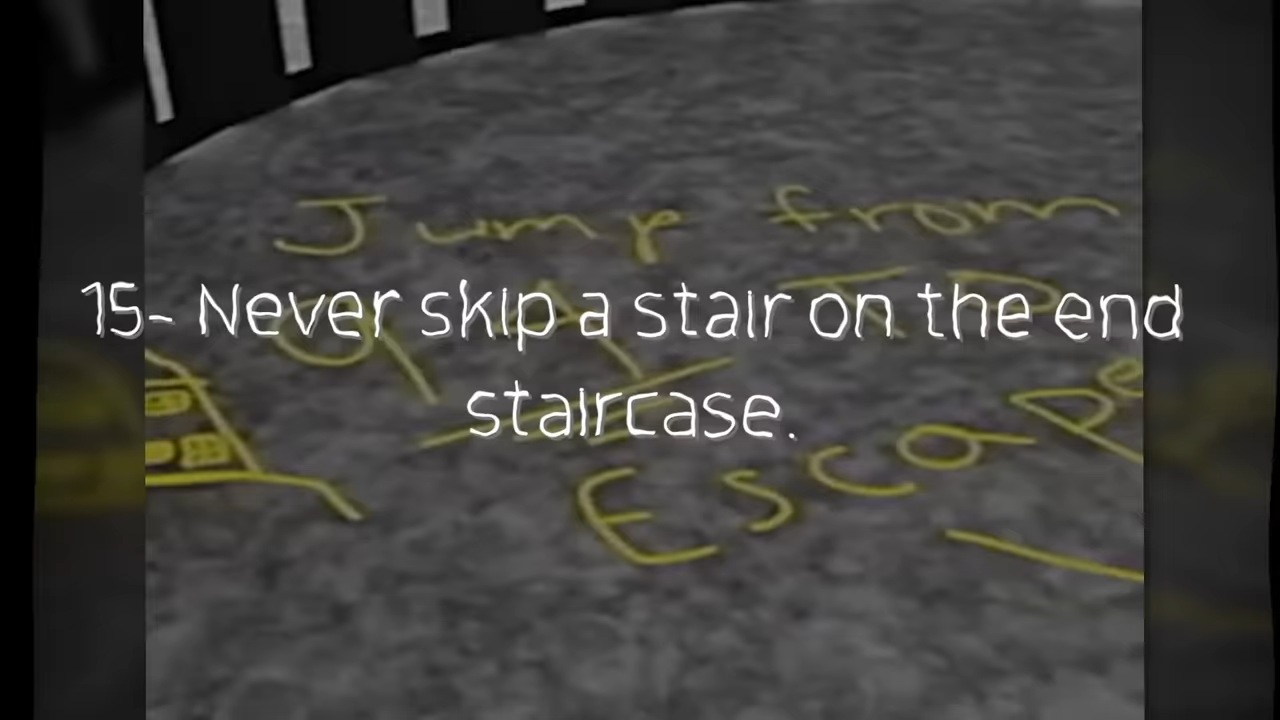 Jump from
15- Never skip a stair on the end
staircase.
Escape